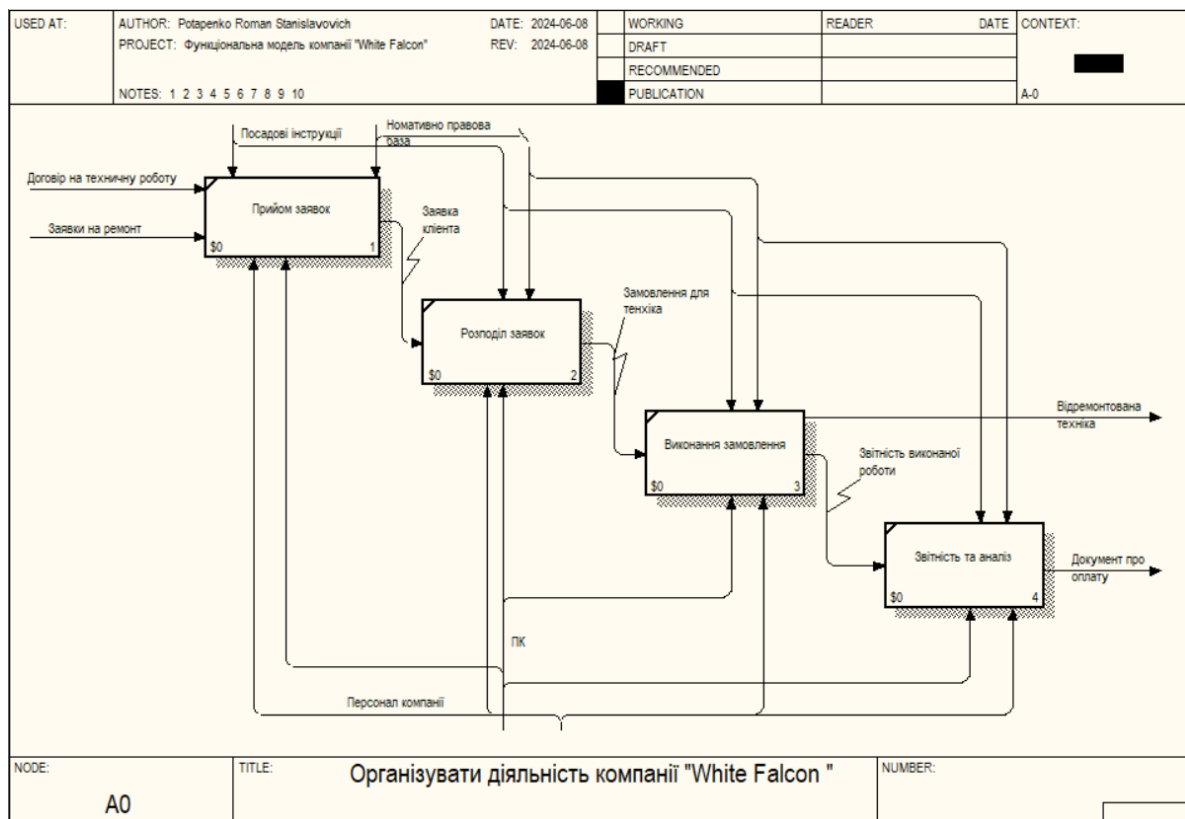 USED AT:
AUTHOR: Potapenko Roman Stanislavovich
DATE: 2024-06-08
PROJECT: Функціональна модель компанії "White Falcon"
REV: 2024-06-08
NOTES: 1 2 3 4 5 6 7 8 9 10
WORKING
DRAFT
RECOMMENDED
PUBLICATION
READER
DATE
CONTEXT:
A-0
Посадові інструкції
Номативно правова
база
Договір на техничну роботу
Заявки на ремонт
Прийом заявок
$0
1
Заявка
клієнта
Розподіл заявок
$0
2
Замовлення для
тенхіка
Виконання замовлення
$0
3
Відремонтована
техніка
Звітність виконаної
роботи
Звітність та аналіз
$0
4
Документ про
оплату
ПК
Персонал компанії
NODE:
A0
TITLE:
Організувати діяльність компанії "White Falcon "
NUMBER: